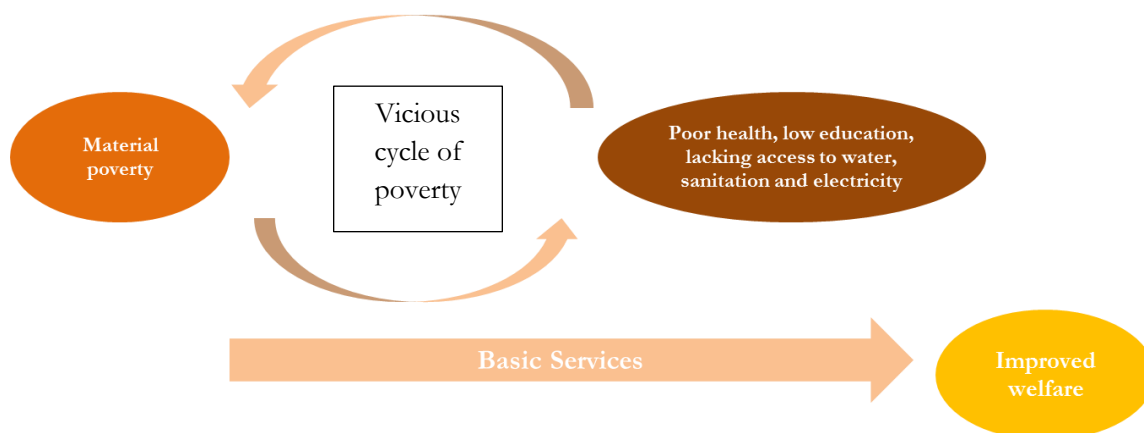 Vicious
cycle of
poverty
Material
poverty
Poor health, low education,
lacking access to water,
sanitation and electricity
Basic Services
Improved
welfare